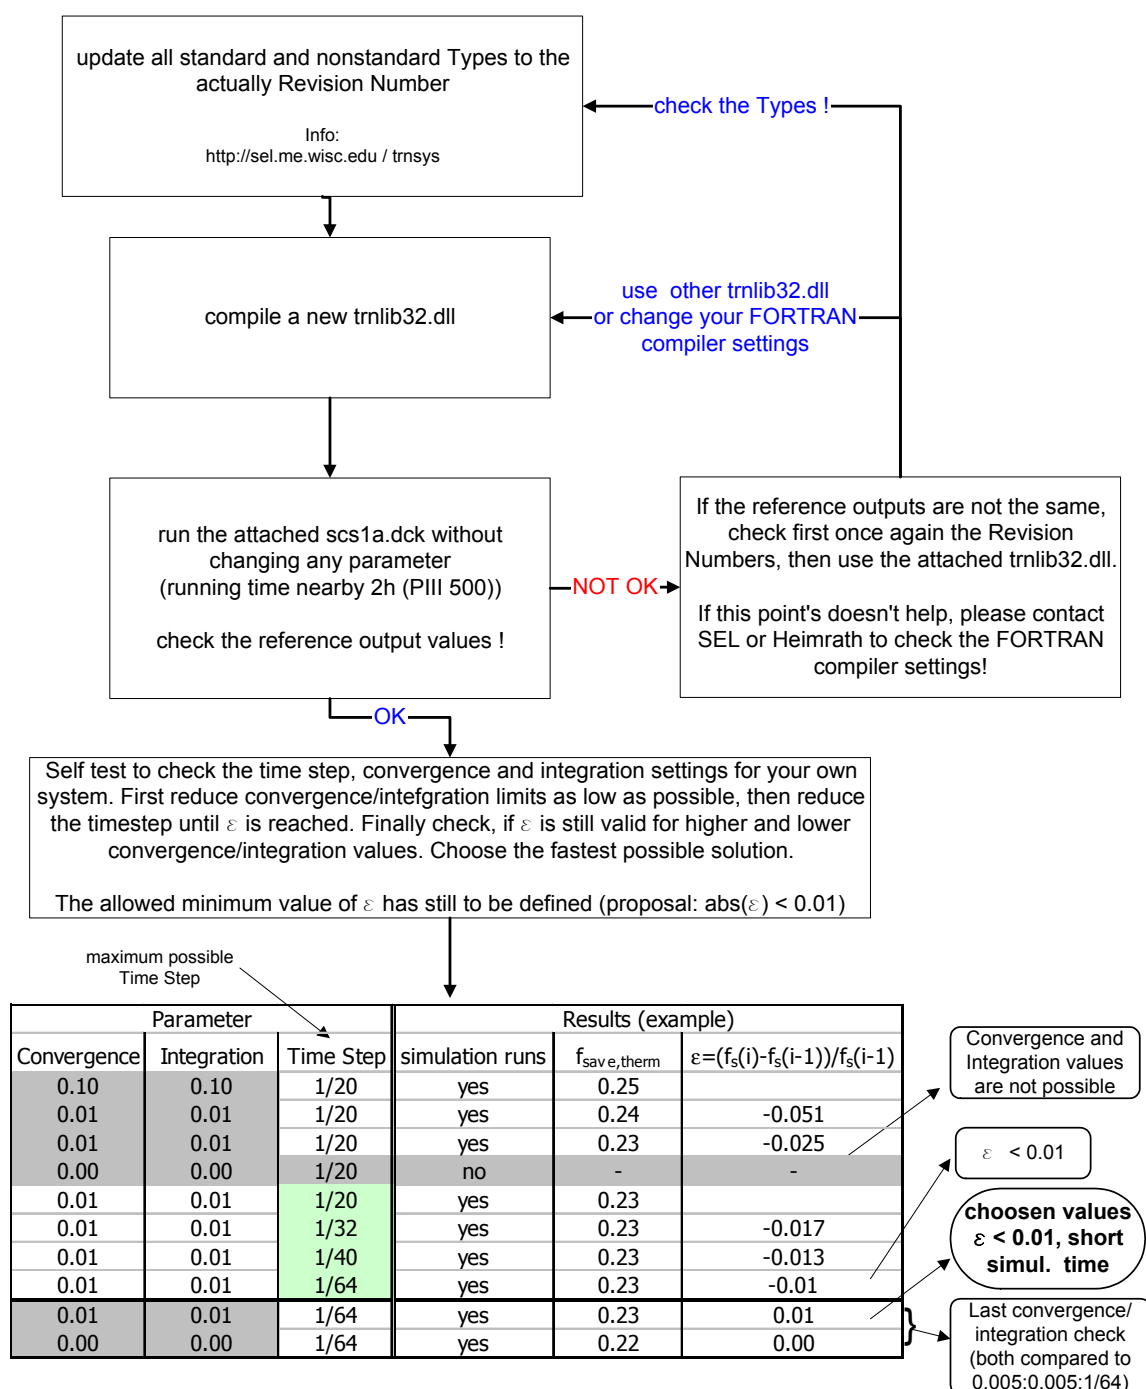 update all standard and nonstandard Types to the
actually Revision Number
Info:
http://sel.me.wisc.edu / trnsys
check the Types !
compile a new trnlib32.dll
use other trnlib32.dll
or change your FORTRAN
compiler settings
run the attached scs1a.dck without
changing any parameter
(running time nearby 2h (PIII 500))
check the reference output values !
NOT OK
If the reference outputs are not the same,
check first once again the Revision
Numbers, then use the attached trnlib32.dll.
If this point's doesn't help, please contact
SEL or Heimrath to check the FORTRAN
compiler settings!
OK
Self test to check the time step, convergence and integration settings for your own
system. First reduce convergence/intefgration limits as low as possible, then reduce
the timestep until ε is reached. Finally check, if ε is still valid for higher and lower
convergence/integration values. Choose the fastest possible solution.
The allowed minimum value of ε has still to be defined (proposal: abs(ε) < 0.01)
maximum possible
Time Step
Parameter Results (example)
Convergence Integration Time Step simulation runs fsave,therm ε=(fs(i)-fs(i-1))/fs(i-1)
0.10 0.10 1/20 yes 0.25
0.01 0.01 1/20 yes 0.24 -0.051
0.01 0.01 1/20 yes 0.23 -0.025
0.00 0.00 1/20 no - -
0.01 0.01 1/20 yes 0.23
0.01 0.01 1/32 yes 0.23 -0.017
0.01 0.01 1/40 yes 0.23 -0.013
0.01 0.01 1/64 yes 0.23 -0.01
0.01 0.01 1/64 yes 0.23 0.01
0.00 0.00 1/64 yes 0.22 0.00
Convergence and
Integration values
are not possible
ε < 0.01
choosen values
ε < 0.01, short
simul. time
Last convergence/
integration check
(both compared to
0.005;0.005;1/64)